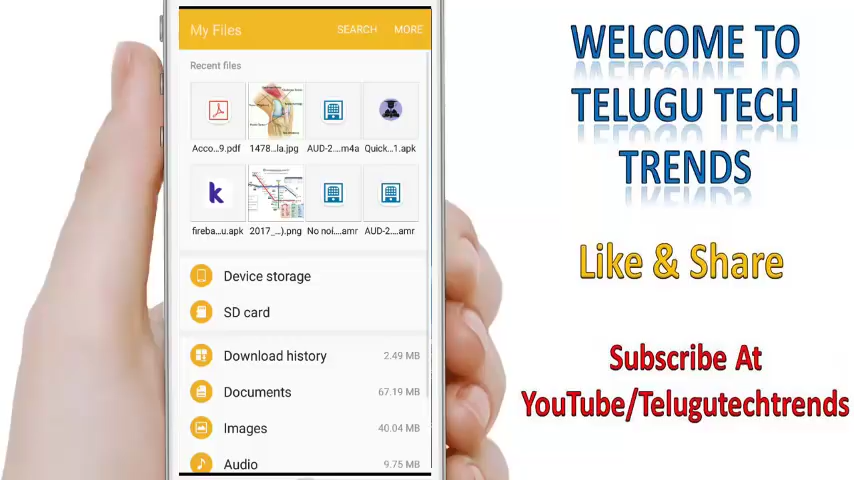 My Files
SEARCH
MORE
Recent files
Acco...9.pdf
1478...la.jpg
AUD-2....m4a
Quick....1.apk
k
fireba...u.apk
2017_...).png
No noi....amr
AUD-2....amr
Device storage
SD card
Download history 2.49 MB
Documents 67.19 MB
Images 40.04 MB
Audio 9.75 MB
WELCOME TO
TELUGU TECH
TRENDS
Like & Share
Subscribe At
YouTube/Telugutechtrends